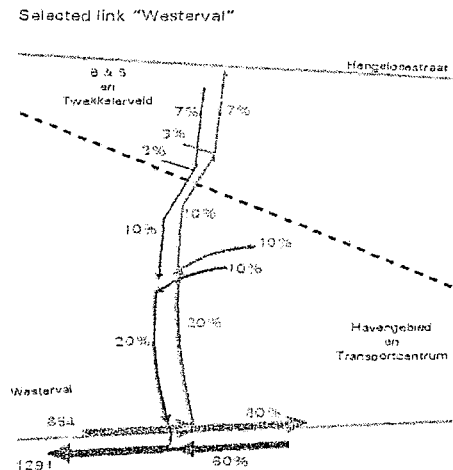 Selected link "Westerval"
Hengelosestraat
B & S
en
Twekkelerveld
7%
7%
3%
3%
10%
10%
10%
10%
20%
20%
Havengebied
en
Transportcentrum
Westerval
80%
1291
80%